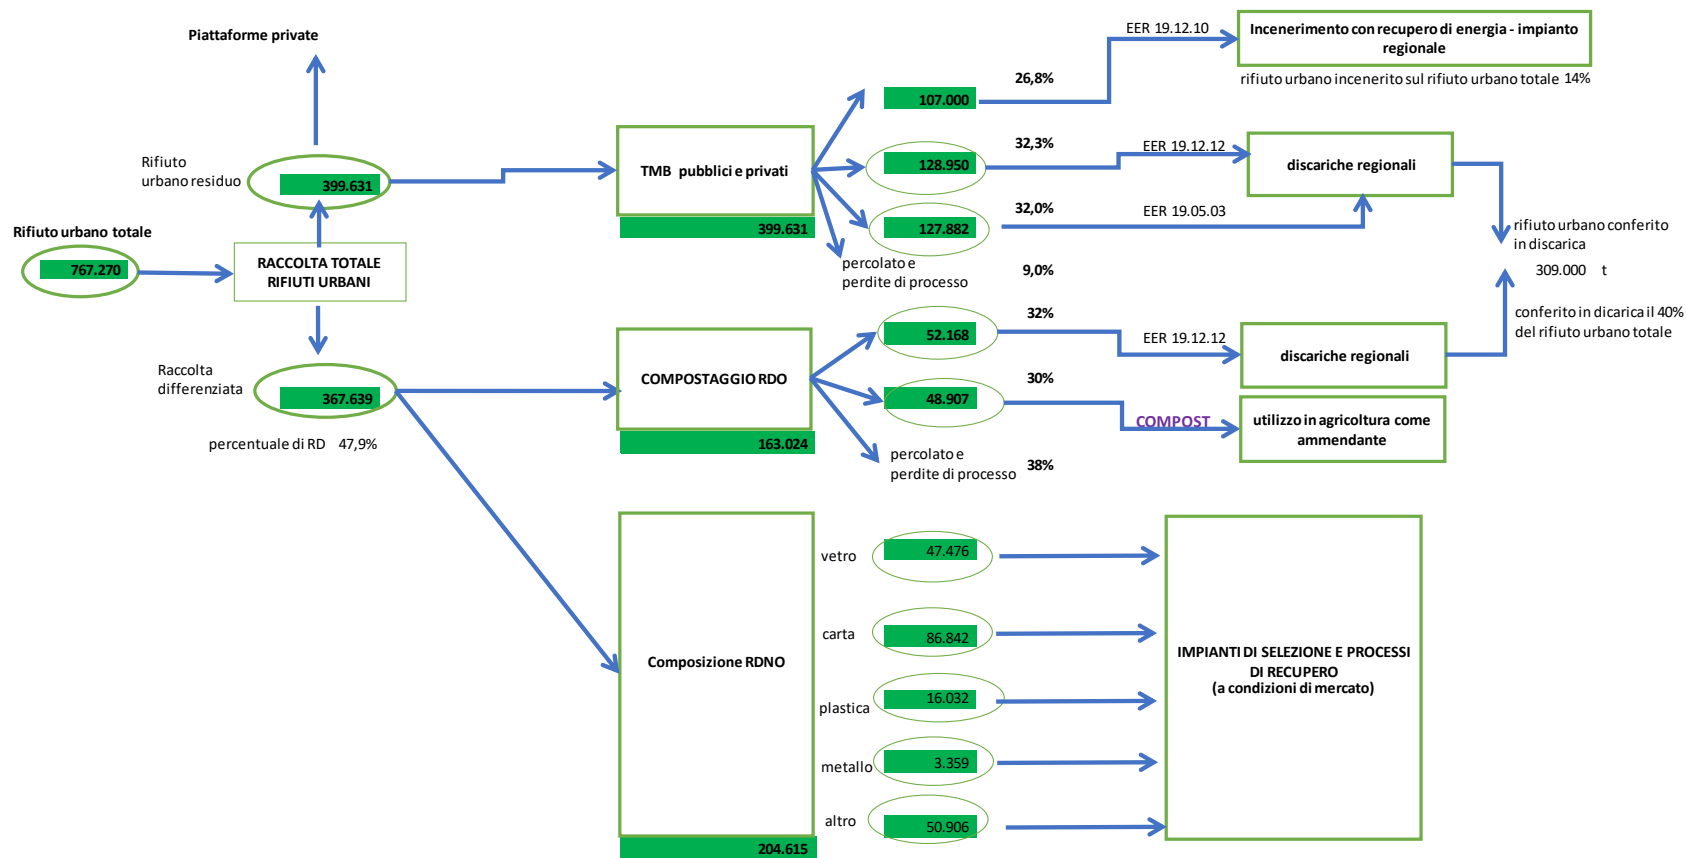 Piattaforme private
Rifiuto
urbano residuo
399.631
Rifiuto urbano totale
767.270
RACCOLTA TOTALE
RIFIUTI URBANI
Raccolta
differenziata
367.639
percentuale di RD 47,9%
TMB pubblici e privati
399.631
26,8%
107.000
EER 19.12.10
Incenerimento con recupero di energia - impianto
regionale
rifiuto urbano incenerito sul rifiuto urbano totale 14%
32,3%
128.950
EER 19.12.12
discariche regionali
32,0%
127.882
EER 19.05.03
percolato e
perdite di processo
9,0%
rifiuto urbano conferito
in discarica
309.000 t
conferito in dicarica il 40%
del rifiuto urbano totale
COMPOSTAGGIO RDO
163.024
32%
52.168
EER 19.12.12
discariche regionali
30%
48.907
COMPOST
utilizzo in agricoltura come
ammendante
percolato e
perdite di processo
38%
Composizione RDNO
204.615
vetro
47.476
carta
86.842
plastica
16.032
metallo
3.359
altro
50.906
IMPIANTI DI SELEZIONE E PROCESSI
DI RECUPERO
(a condizioni di mercato)